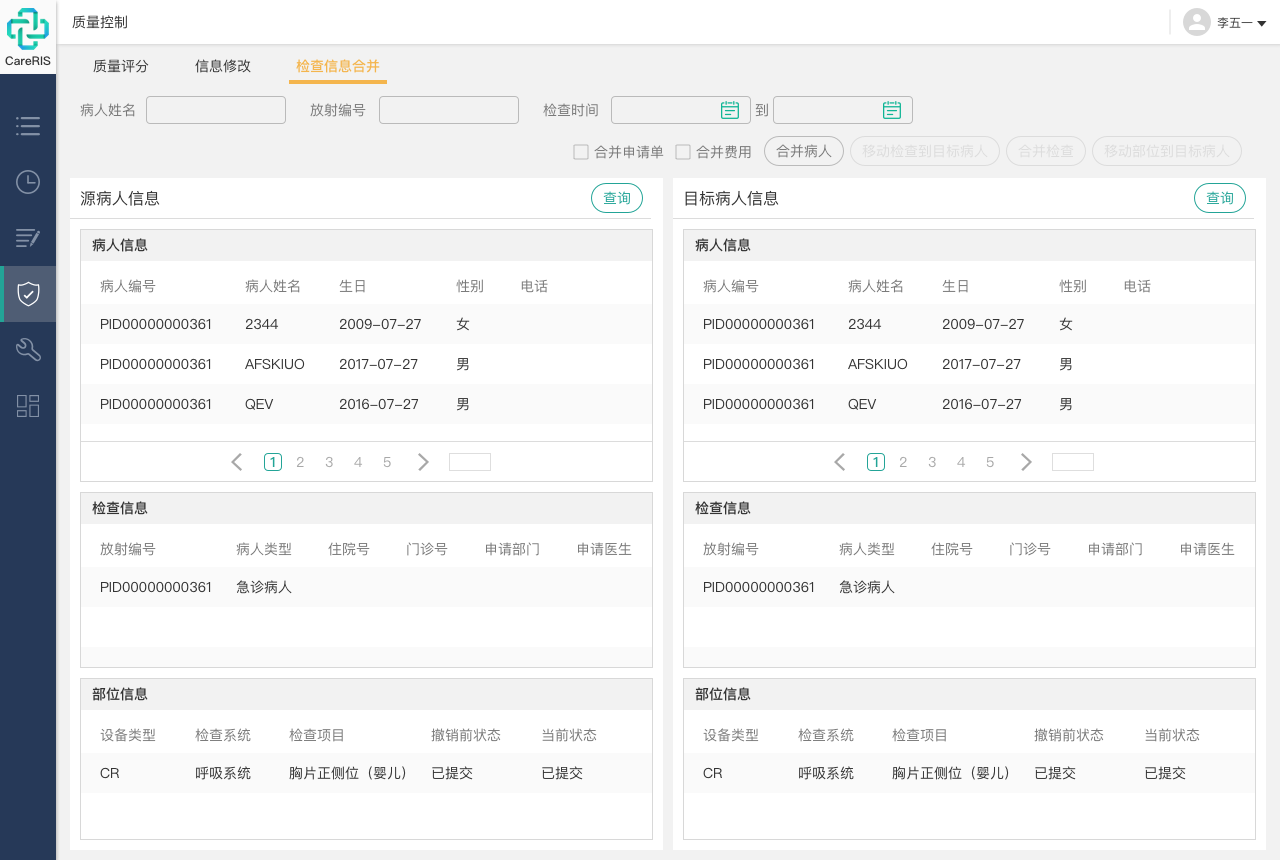 CareRIS
质量控制
李五一
质量评分 信息修改 检查信息合并
病人姓名 放射编号 检查时间 到
合并申请单 合并费用 合并病人 移动检查到目标病人 合并检查 移动部位到目标病人
源病人信息 查询
病人信息
病人编号 病人姓名 生日 性别 电话
PID00000000361 2344 2009-07-27 女
PID00000000361 AFSKIUO 2017-07-27 男
PID00000000361 QEV 2016-07-27 男
1 2 3 4 5
检查信息
放射编号 病人类型 住院号 门诊号 申请部门 申请医生
PID00000000361 急诊病人
部位信息
设备类型 检查系统 检查项目 撤销前状态 当前状态
CR 呼吸系统 胸片正侧位（婴儿） 已提交 已提交
目标病人信息 查询
病人信息
病人编号 病人姓名 生日 性别 电话
PID00000000361 2344 2009-07-27 女
PID00000000361 AFSKIUO 2017-07-27 男
PID00000000361 QEV 2016-07-27 男
1 2 3 4 5
检查信息
放射编号 病人类型 住院号 门诊号 申请部门 申请医生
PID00000000361 急诊病人
部位信息
设备类型 检查系统 检查项目 撤销前状态 当前状态
CR 呼吸系统 胸片正侧位（婴儿） 已提交 已提交